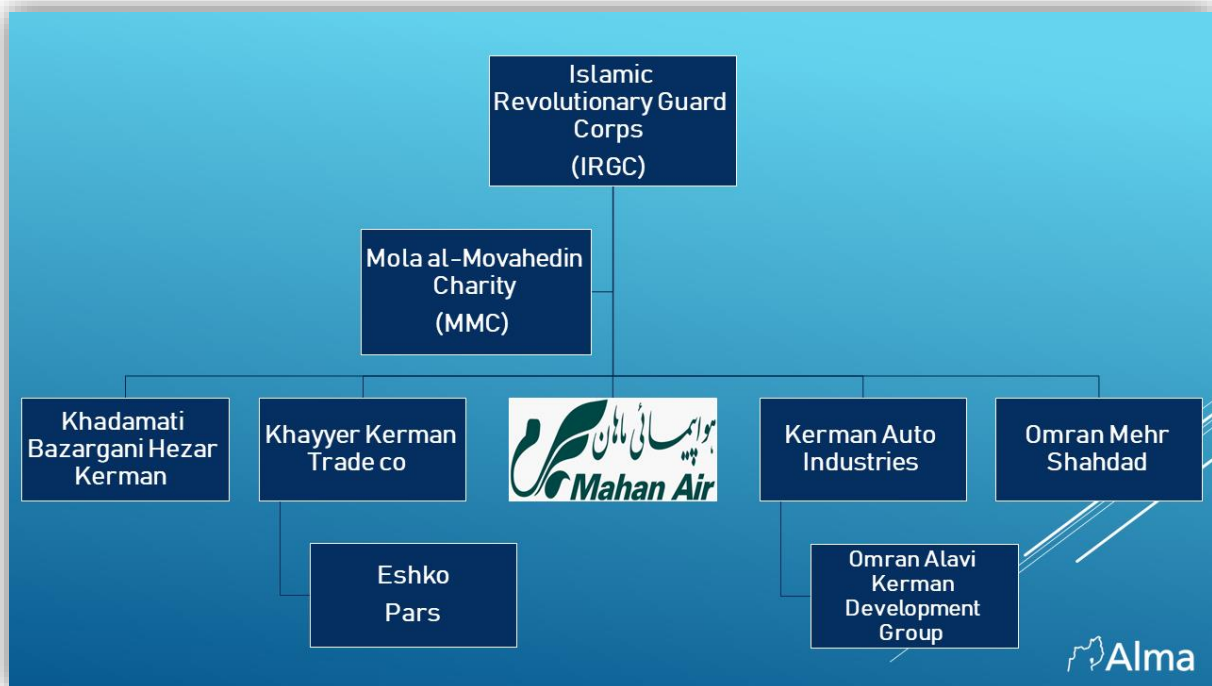 Islamic
Revolutionary Guard
Corps
(IRGC)
Mola al-Movahedin
Charity
(MMC)
Khadamati
Bazargani Hezar
Kerman
Khayyer Kerman
Trade co
هواپیمائی ماهان
Mahan Air
Kerman Auto
Industries
Omran Mehr
Shahdad
Eshko
Pars
Omran Alavi
Kerman
Development
Group
Alma